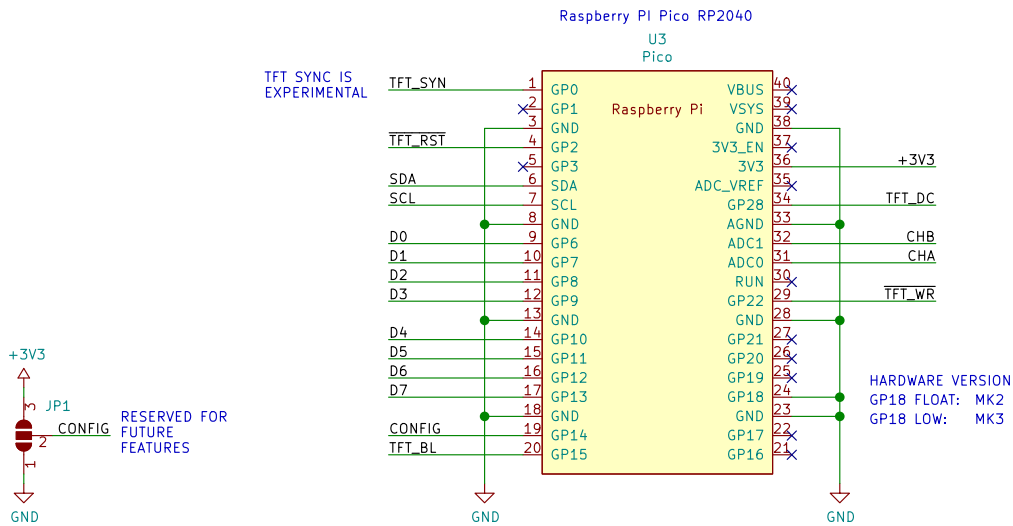 Raspberry PI Pico RP2040
U3
Pico
TFT SYNC IS
EXPERIMENTAL
Raspberry Pi
TFT_SYN 1 GP0 VBUS 40
2 GP1 VSYS 39
3 GND GND 38
TFT_RST 4 GP2 3V3_EN 37
5 GP3 3V3 36 +3V3
SDA 6 SDA ADC_VREF 35
SCL 7 SCL GP28 34 TFT_DC
8 GND AGND 33
D0 9 GP6 ADC1 32 CHB
D1 10 GP7 ADC0 31 CHA
D2 11 GP8 RUN 30
D3 12 GP9 GP22 29 TFT_WR
13 GND GND 28
D4 14 GP10 GP21 27
D5 15 GP11 GP20 26
D6 16 GP12 GP19 25
D7 17 GP13 GP18 24
18 GND GND 23
CONFIG 19 GP14 GP17 22
TFT_BL 20 GP15 GP16 21
GND
GND
HARDWARE VERSION
GP18 FLOAT: MK2
GP18 LOW: MK3
+3V3
JP1
3
2
1
CONFIG
GND
RESERVED FOR
FUTURE
FEATURES